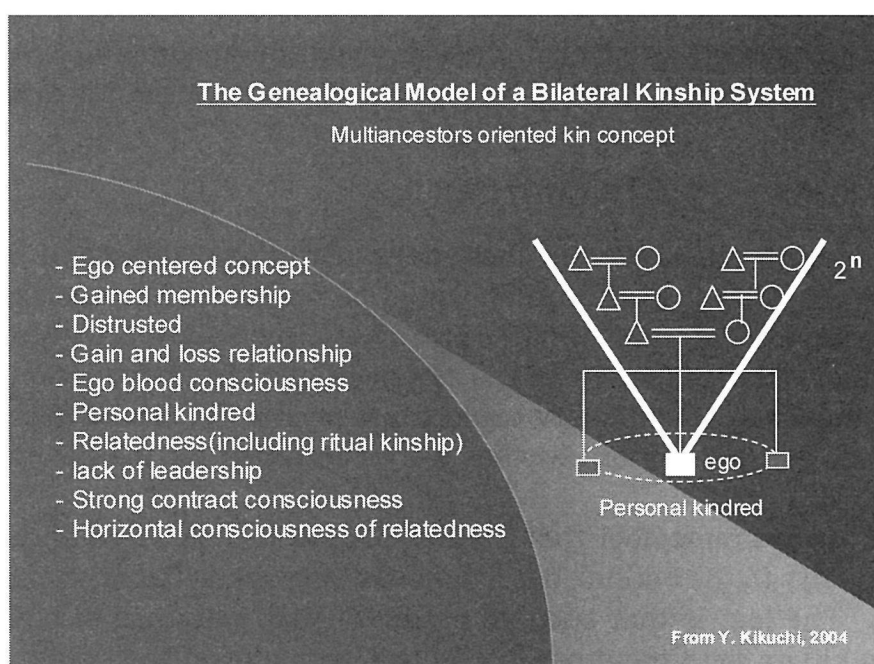 The Genealogical Model of a Bilateral Kinship System
Multiancestors oriented kin concept
- Ego centered concept
- Gained membership
- Distrusted
- Gain and loss relationship
- Ego blood consciousness
- Personal kindred
- Relatedness(including ritual kinship)
- lack of leadership
- Strong contract consciousness
- Horizontal consciousness of relatedness
2ⁿ
ego
Personal kindred
From Y. Kikuchi, 2004